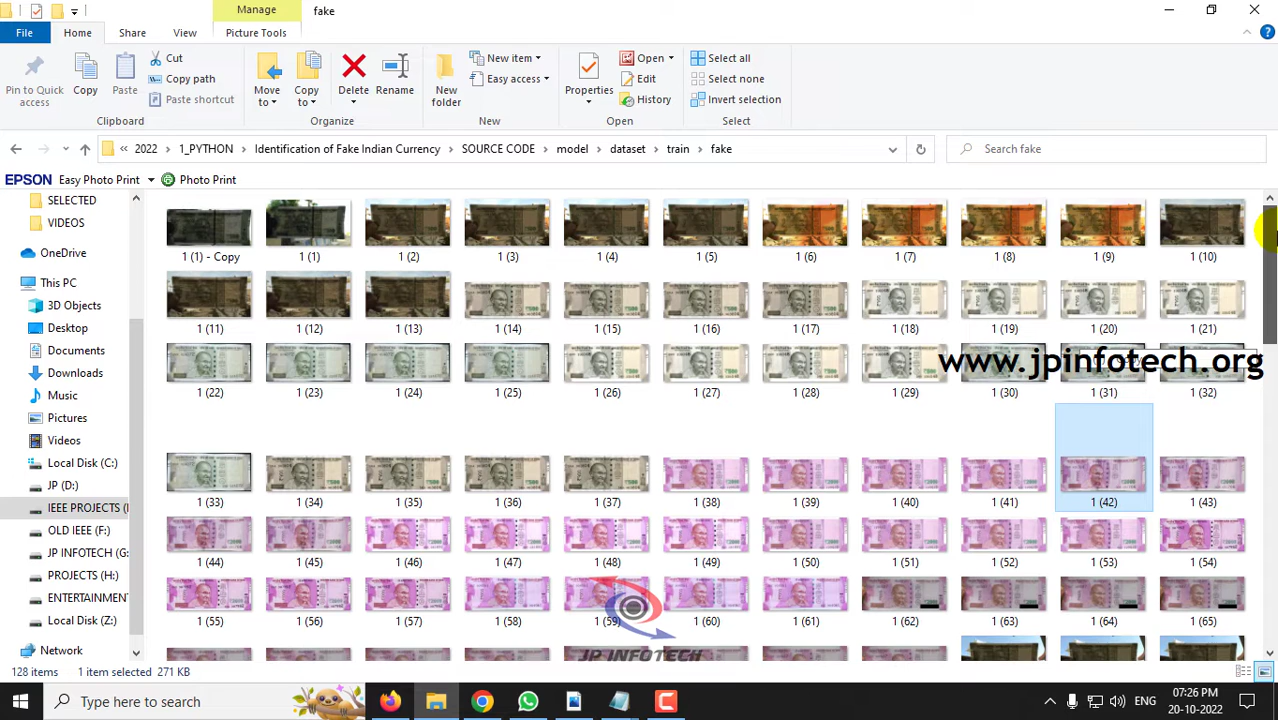 Manage
fake
File
Home
Share
View
Picture Tools
Pin to Quick access
Copy
Paste
Cut
Copy path
Paste shortcut
Move to
Copy to
Delete
Rename
New folder
New item
Easy access
Properties
Open
Edit
History
Select all
Select none
Invert selection
Clipboard
Organize
New
Open
Select
« 2022 > 1_PYTHON > Identification of Fake Indian Currency > SOURCE CODE > model > dataset > train > fake
Search fake
EPSON Easy Photo Print Photo Print
SELECTED
VIDEOS
OneDrive
This PC
3D Objects
Desktop
Documents
Downloads
Music
Pictures
Videos
Local Disk (C:)
JP (D:)
IEEE PROJECTS (
OLD IEEE (F:)
JP INFOTECH (G:
PROJECTS (H:)
ENTERTAINMENT
Local Disk (Z:)
Network
1 (1) - Copy 1 (1) 1 (2) 1 (3) 1 (4) 1 (5) 1 (6) 1 (7) 1 (8) 1 (9) 1 (10)
1 (11) 1 (12) 1 (13) 1 (14) 1 (15) 1 (16) 1 (17) 1 (18) 1 (19) 1 (20) 1 (21)
www.jpinfotech.org
1 (22) 1 (23) 1 (24) 1 (25) 1 (26) 1 (27) 1 (28) 1 (29) 1 (30) 1 (31) 1 (32)
1 (33) 1 (34) 1 (35) 1 (36) 1 (37) 1 (38) 1 (39) 1 (40) 1 (41) 1 (42) 1 (43)
1 (44) 1 (45) 1 (46) 1 (47) 1 (48) 1 (49) 1 (50) 1 (51) 1 (52) 1 (53) 1 (54)
1 (55) 1 (56) 1 (57) 1 (58) 1 (59) 1 (60) 1 (61) 1 (62) 1 (63) 1 (64) 1 (65)
JP INFOTECH
128 items 1 item selected 271 KB
Type here to search
ENG
07:26 PM
20-10-2022